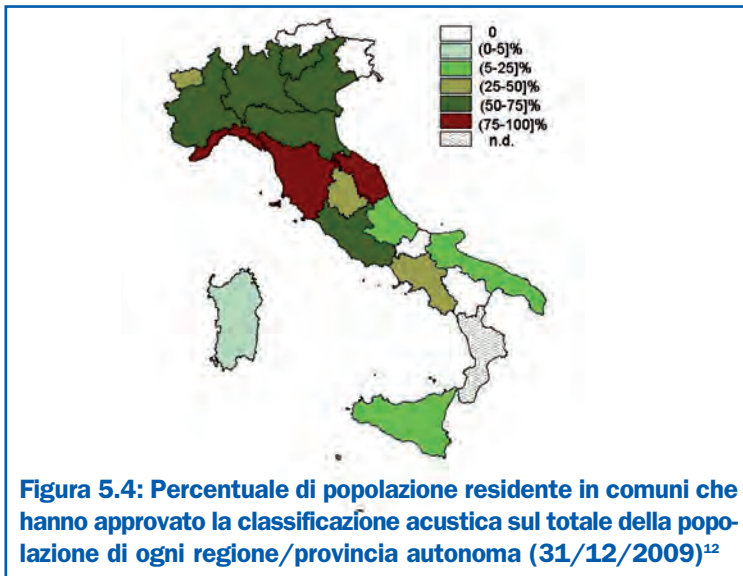 0
(0-5]%
(5-25]%
(25-50]%
(50-75]%
(75-100]%
n.d.
Figura 5.4: Percentuale di popolazione residente in comuni che
hanno approvato la classificazione acustica sul totale della popo-
lazione di ogni regione/provincia autonoma (31/12/2009)¹²